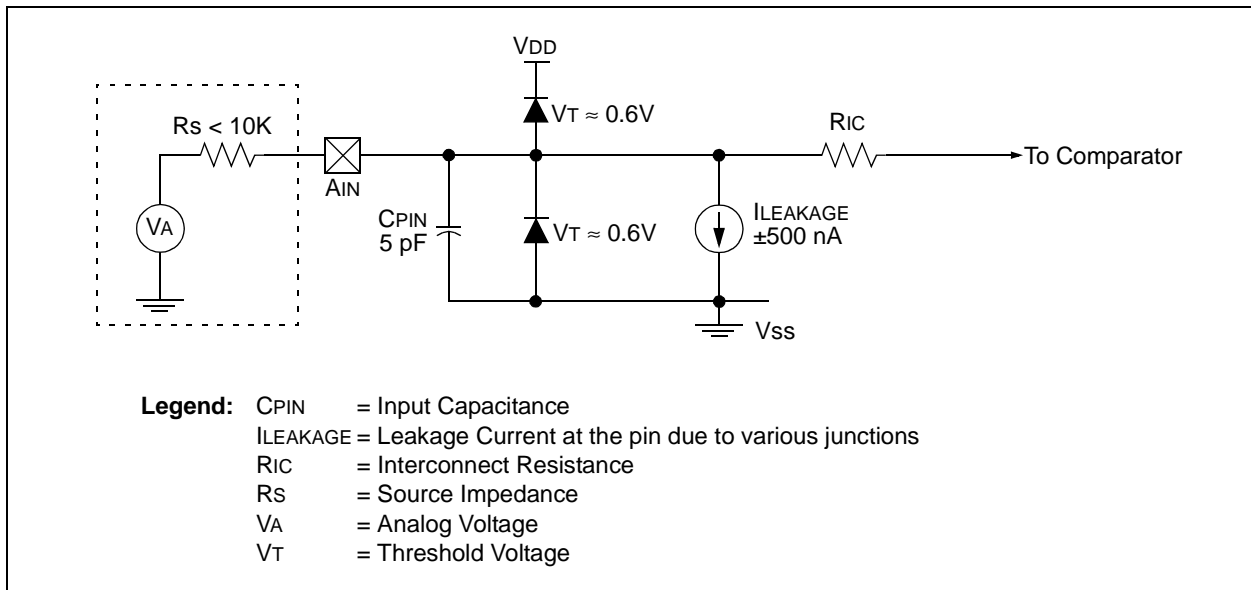 VDD
VT ≈ 0.6V
RS < 10K
RIC
To Comparator
AIN
VA
CPIN
5 pF
VT ≈ 0.6V
ILEAKAGE
±500 nA
Vss
Legend: CPIN = Input Capacitance
ILEAKAGE = Leakage Current at the pin due to various junctions
RIC = Interconnect Resistance
RS = Source Impedance
VA = Analog Voltage
VT = Threshold Voltage